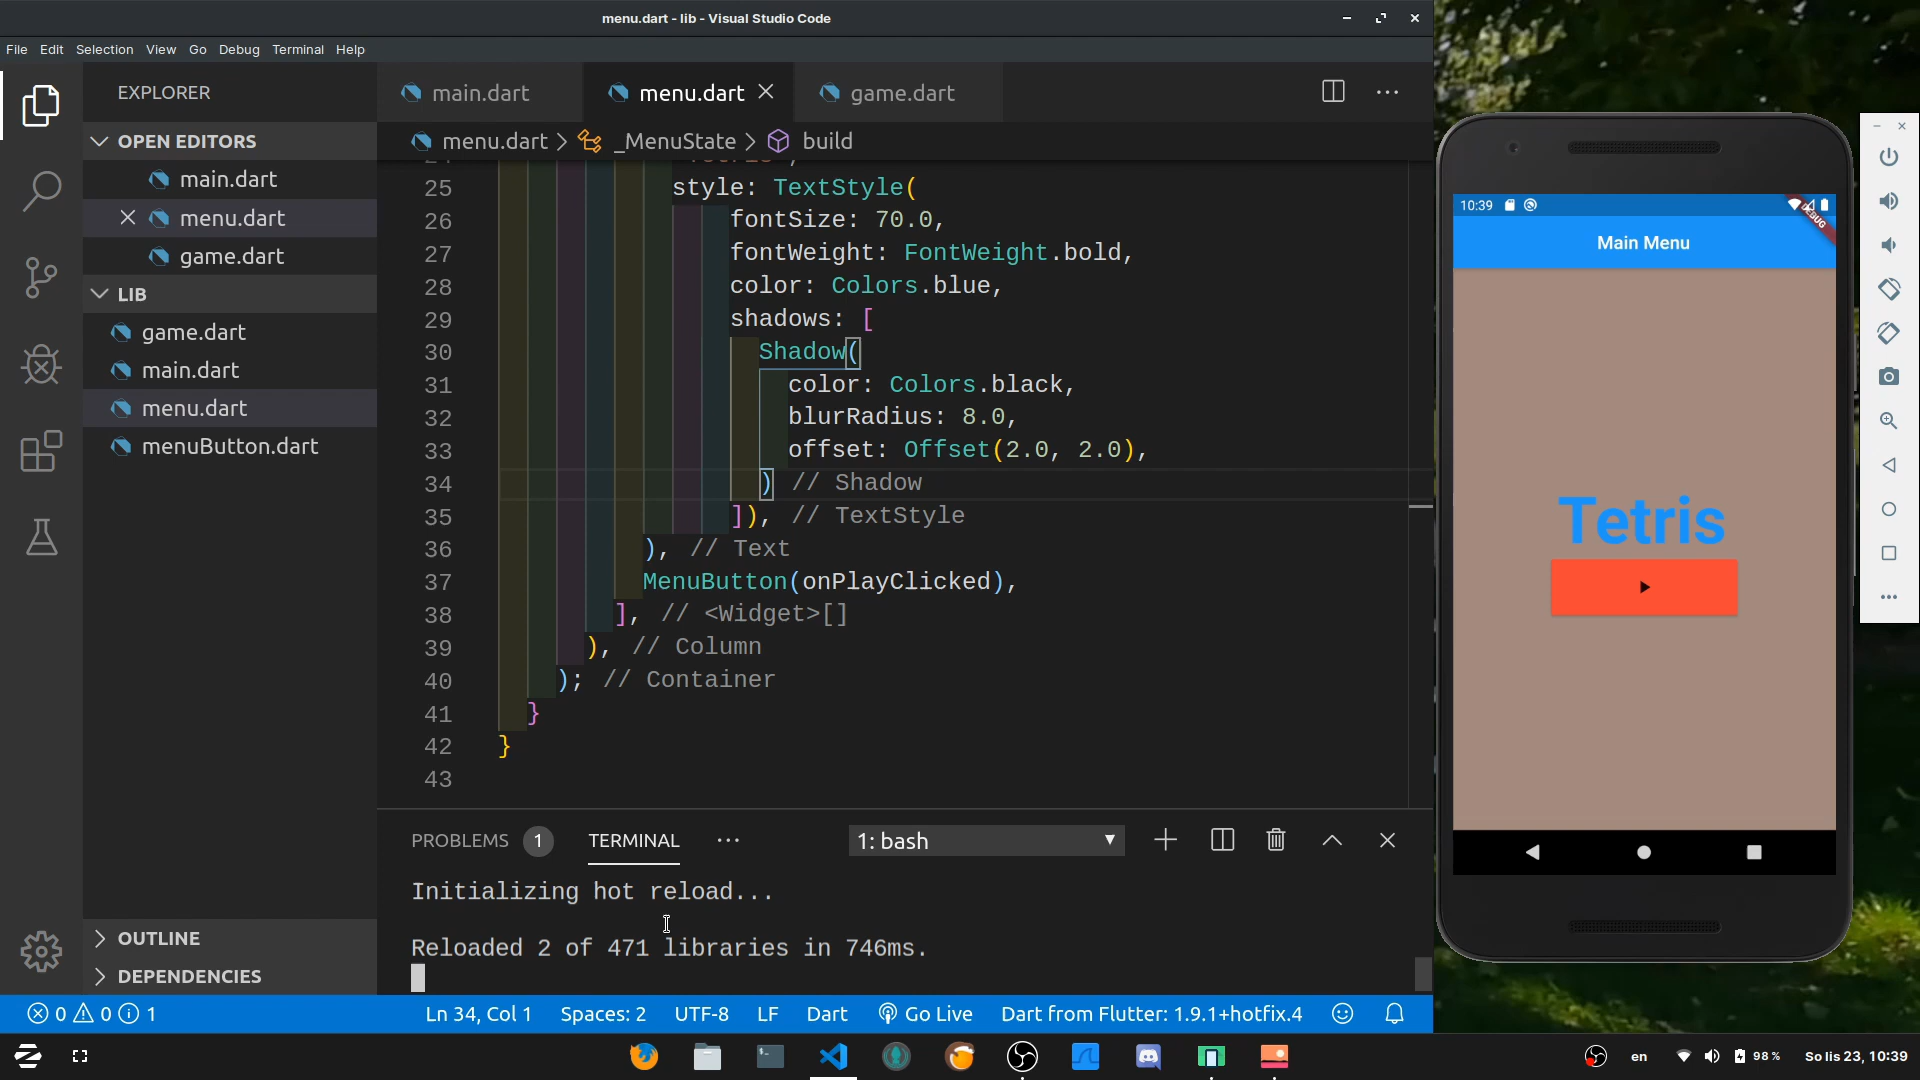 menu.dart - lib - Visual Studio Code
File Edit Selection View Go Debug Terminal Help
EXPLORER
OPEN EDITORS
main.dart
menu.dart
game.dart
LIB
game.dart
main.dart
menu.dart
menuButton.dart
OUTLINE
DEPENDENCIES
main.dart menu.dart game.dart
menu.dart _MenuState build
25 style: TextStyle(
26 fontSize: 70.0,
27 fontWeight: FontWeight.bold,
28 color: Colors.blue,
29 shadows: [
30 Shadow(
31 color: Colors.black,
32 blurRadius: 8.0,
33 offset: Offset(2.0, 2.0),
34 ) // Shadow
35 ]), // TextStyle
36 ), // Text
37 MenuButton(onPlayClicked),
38 ], // <Widget>[]
39 ), // Column
40 ); // Container
41 }
42 }
43
PROBLEMS 1 TERMINAL ··· 1: bash
Initializing hot reload...
Reloaded 2 of 471 libraries in 746ms.
0 0 1 Ln 34, Col 1 Spaces: 2 UTF-8 LF Dart Go Live Dart from Flutter: 1.9.1+hotfix.4
10:39
DEBUG
Main Menu
Tetris
en 98% So lis 23, 10:39